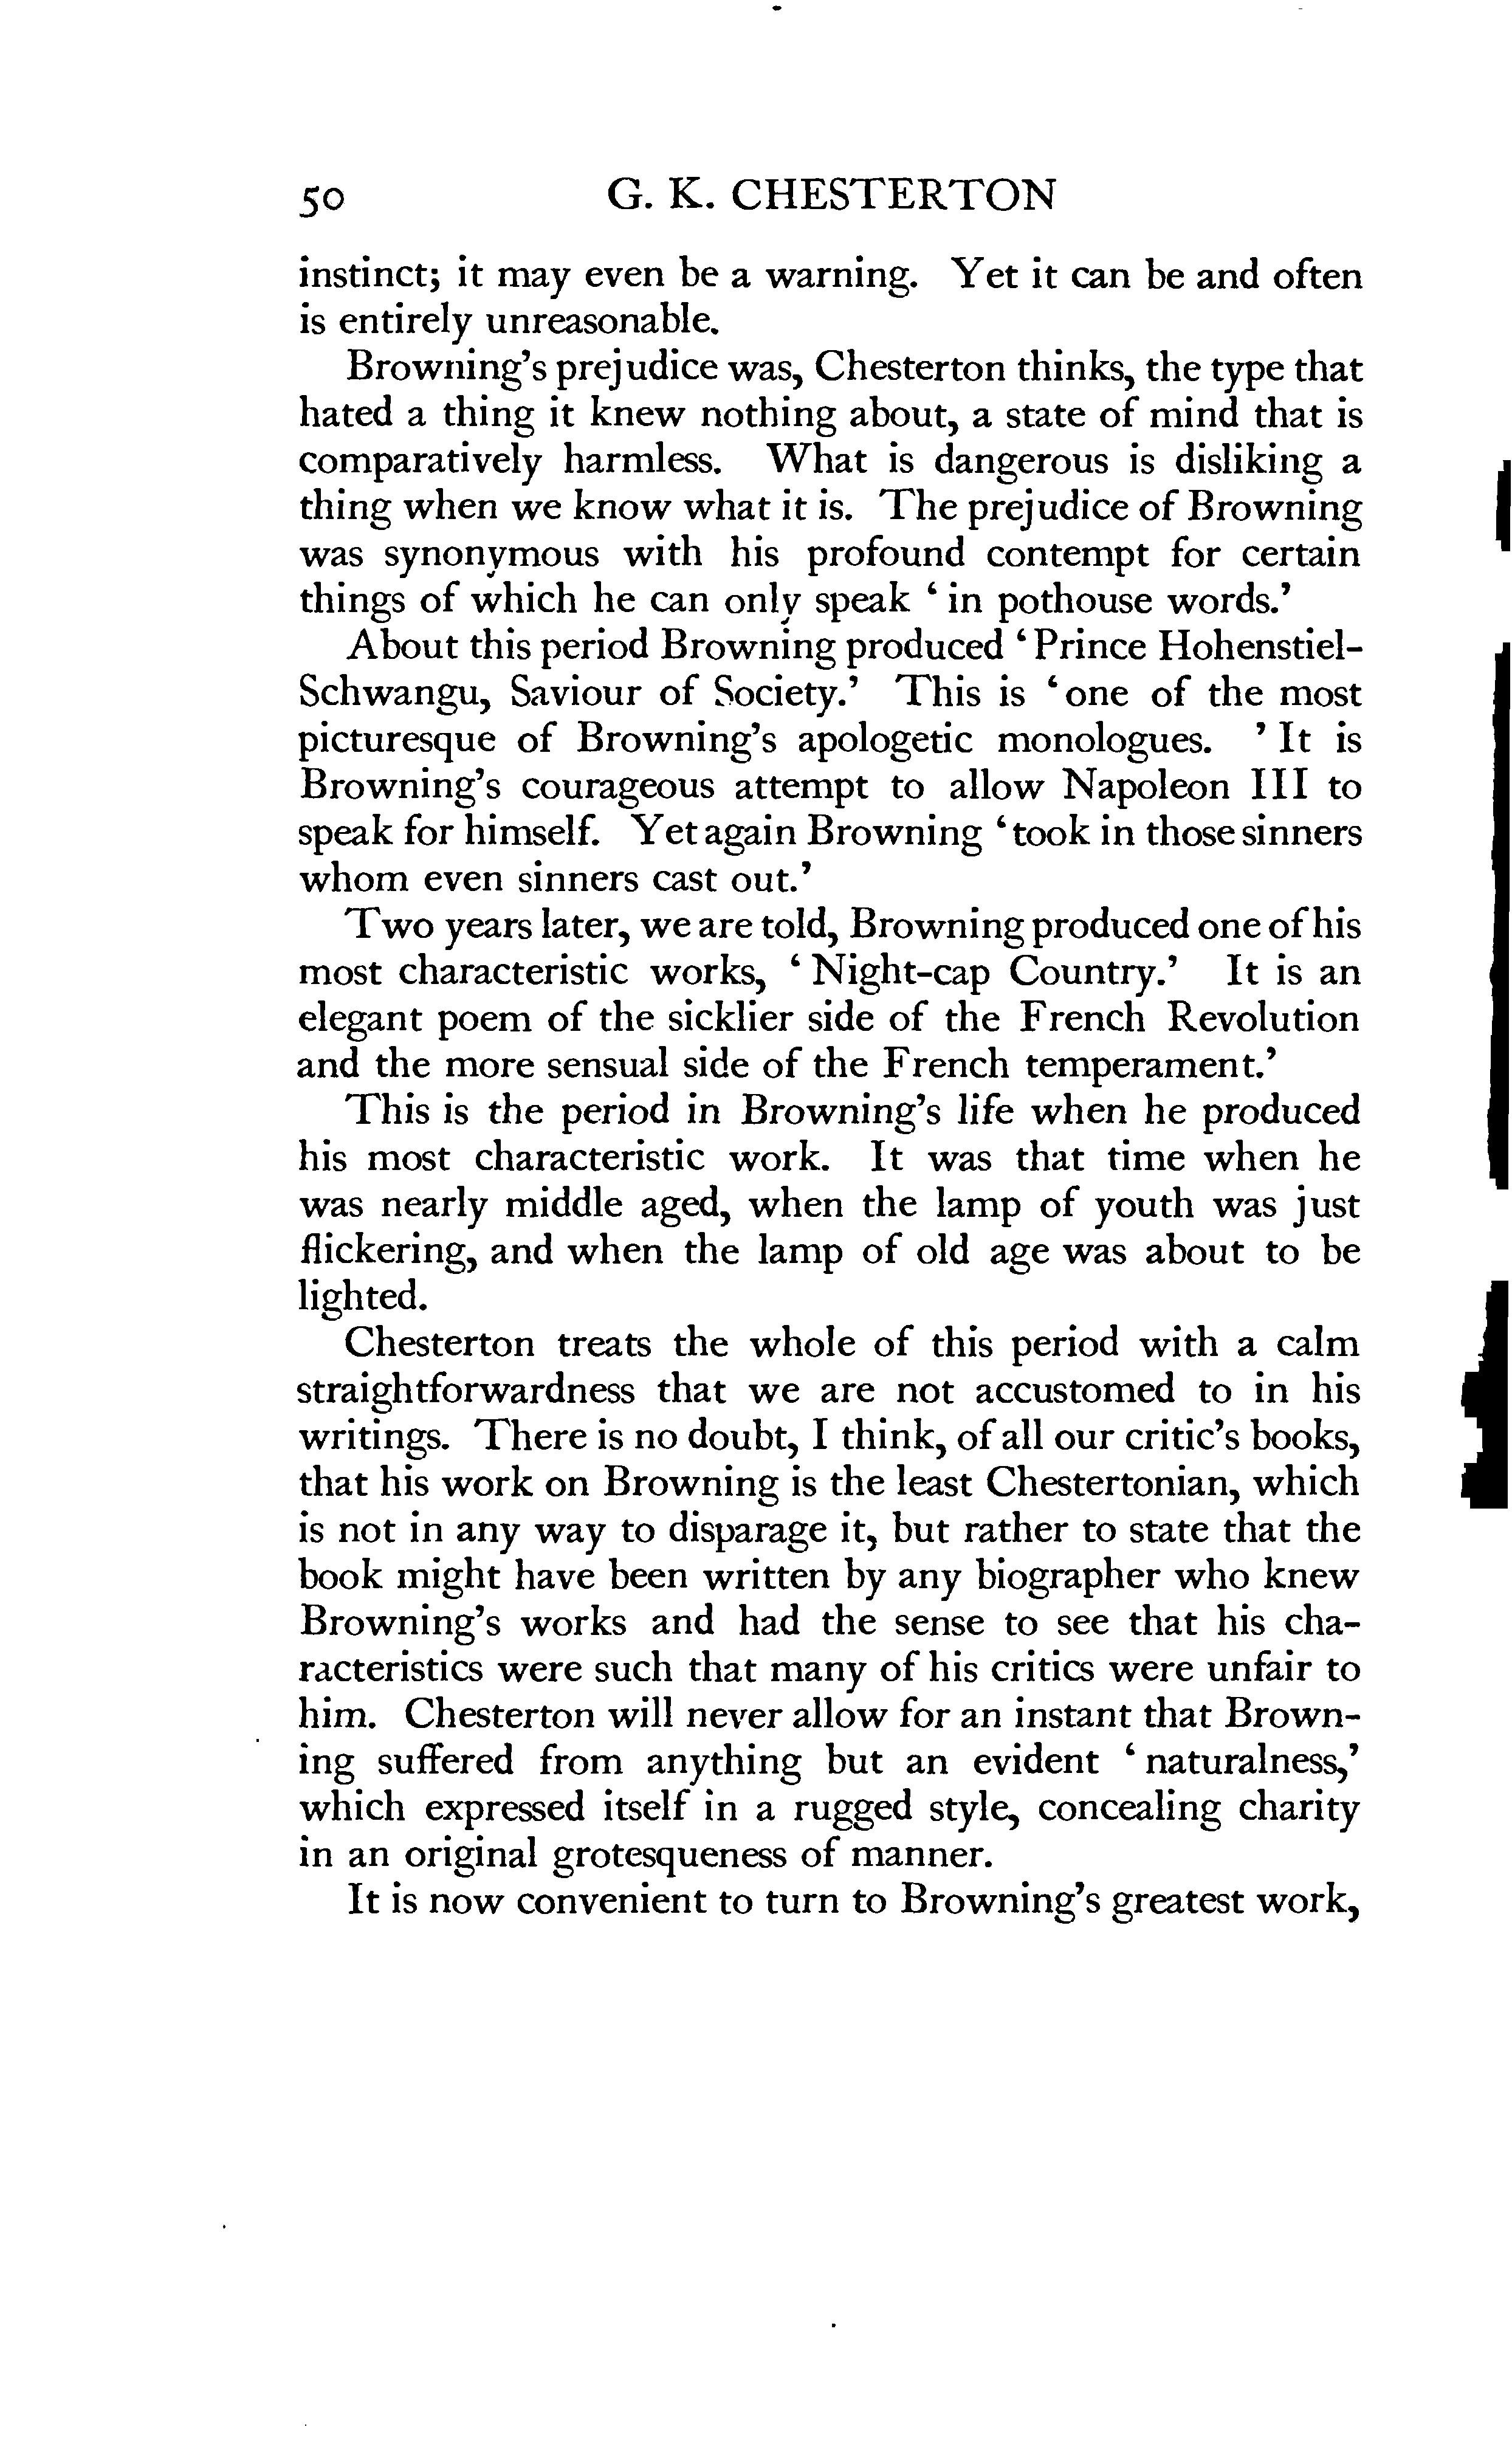 50 G. K. CHESTERTON
instinct; it may even be a warning. Yet it can be and often
is entirely unreasonable.
Browning's prejudice was, Chesterton thinks, the type that
hated a thing it knew nothing about, a state of mind that is
comparatively harmless. What is dangerous is disliking a
thing when we know what it is. The prejudice of Browning
was synonymous with his profound contempt for certain
things of which he can only speak ‘ in pothouse words.’
About this period Browning produced ‘ Prince Hohenstiel-
Schwangu, Saviour of Society.’ This is ‘ one of the most
picturesque of Browning's apologetic monologues. ’ It is
Browning's courageous attempt to allow Napoleon III to
speak for himself. Yet again Browning ‘ took in those sinners
whom even sinners cast out.’
Two years later, we are told, Browning produced one of his
most characteristic works, ‘ Night-cap Country.’ It is an
elegant poem of the sicklier side of the French Revolution
and the more sensual side of the French temperament.’
This is the period in Browning's life when he produced
his most characteristic work. It was that time when he
was nearly middle aged, when the lamp of youth was just
flickering, and when the lamp of old age was about to be
lighted.
Chesterton treats the whole of this period with a calm
straightforwardness that we are not accustomed to in his
writings. There is no doubt, I think, of all our critic's books,
that his work on Browning is the least Chestertonian, which
is not in any way to disparage it, but rather to state that the
book might have been written by any biographer who knew
Browning's works and had the sense to see that his cha-
racteristics were such that many of his critics were unfair to
him. Chesterton will never allow for an instant that Brown-
ing suffered from anything but an evident ‘ naturalness,’
which expressed itself in a rugged style, concealing charity
in an original grotesqueness of manner.
It is now convenient to turn to Browning's greatest work,